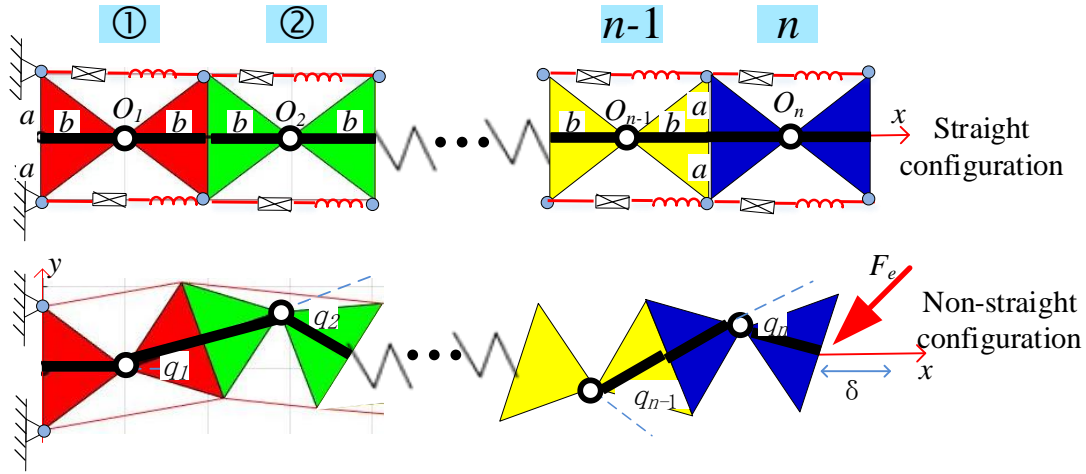 ① ② n-1 n
a b O1 b b O2 b b On-1 b a On x
a a
Straight configuration
y Fe
q1 q2 qn-1 qn x
δ
Non-straight configuration